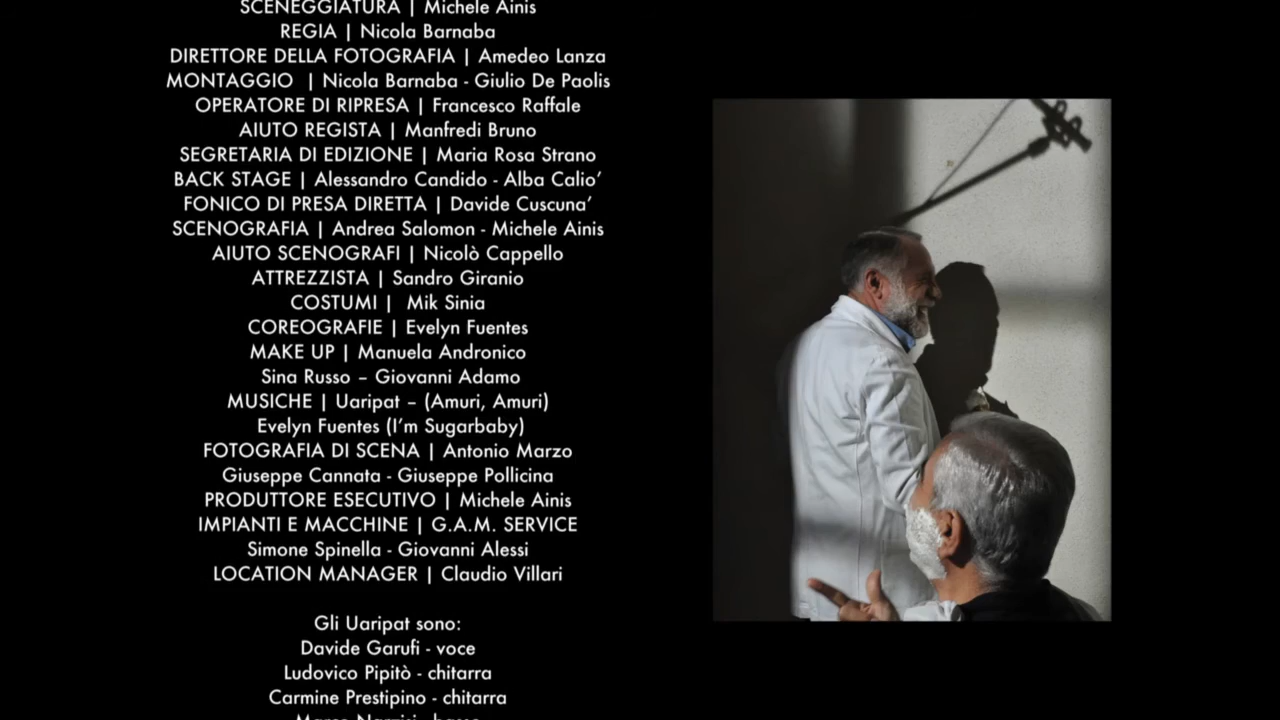 SCENEGGIATURA | Michele Ainis
REGIA | Nicola Barnaba
DIRETTORE DELLA FOTOGRAFIA | Amedeo Lanza
MONTAGGIO | Nicola Barnaba - Giulio De Paolis
OPERATORE DI RIPRESA | Francesco Raffale
AIUTO REGISTA | Manfredi Bruno
SEGRETARIA DI EDIZIONE | Maria Rosa Strano
BACK STAGE | Alessandro Candido - Alba Calio’
FONICO DI PRESA DIRETTA | Davide Cuscuna’
SCENOGRAFIA | Andrea Salomon - Michele Ainis
AIUTO SCENOGRAFI | Nicolò Cappello
ATTREZZISTA | Sandro Giranio
COSTUMI | Mik Sinia
COREOGRAFIE | Evelyn Fuentes
MAKE UP | Manuela Andronico
Sina Russo – Giovanni Adamo
MUSICHE | Uaripat – (Amuri, Amuri)
Evelyn Fuentes (I’m Sugarbaby)
FOTOGRAFIA DI SCENA | Antonio Marzo
Giuseppe Cannata - Giuseppe Pollicina
PRODUTTORE ESECUTIVO | Michele Ainis
IMPIANTI E MACCHINE | G.A.M. SERVICE
Simone Spinella - Giovanni Alessi
LOCATION MANAGER | Claudio Villari
Gli Uaripat sono:
Davide Garufi - voce
Ludovico Pipitò - chitarra
Carmine Prestipino - chitarra